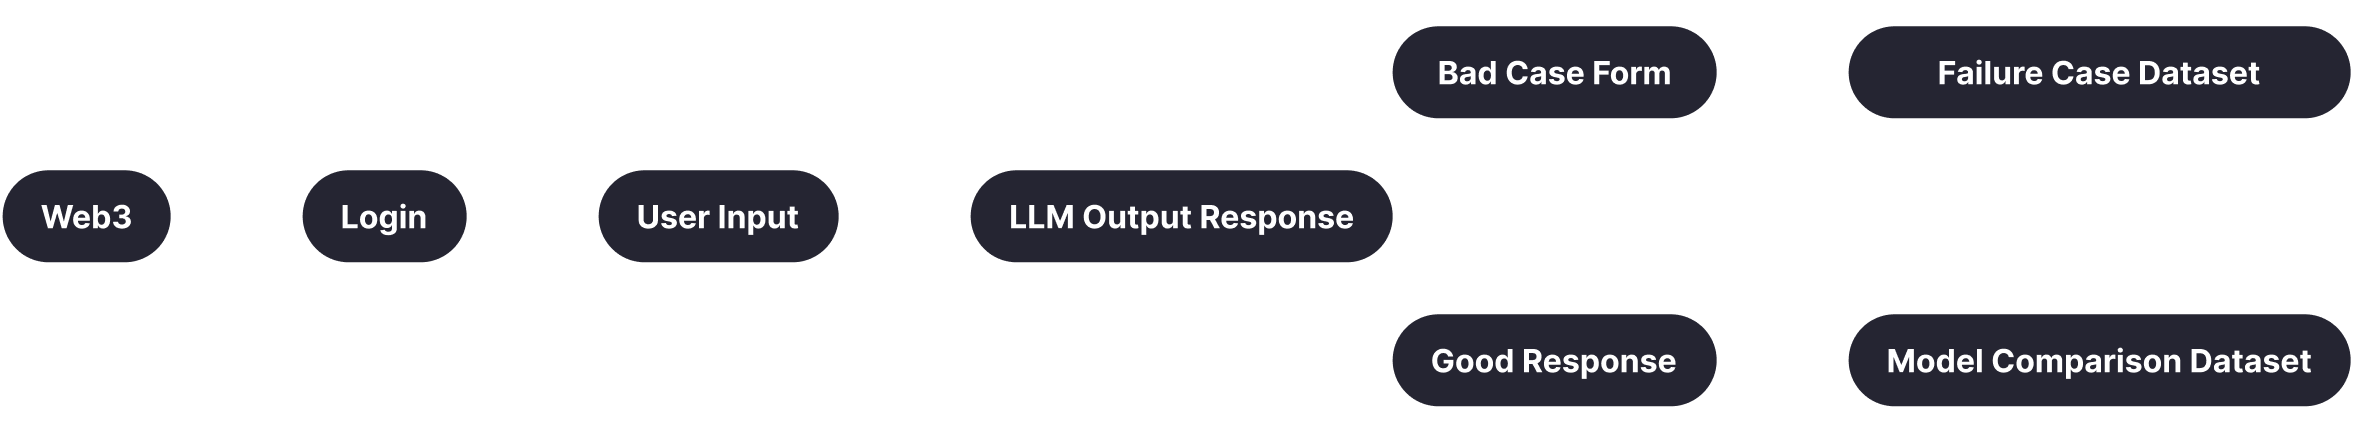 Web3
Login
User Input
LLM Output Response
Bad Case Form
Failure Case Dataset
Good Response
Model Comparison Dataset